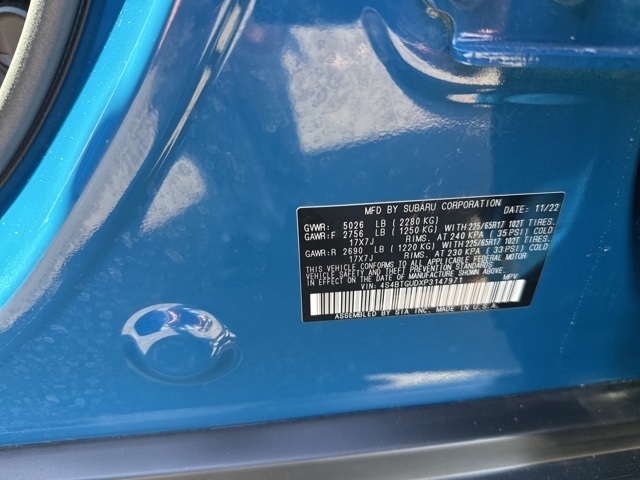 MFD BY SUBARU CORPORATION DATE: 11/22
GVWR: 5026 LB (2280 KG)
GAWR:F 2756 LB (1250 KG) WITH 225/65R17 102T TIRES.
17X7J RIMS. AT 240 KPA ( 35 PSI) COLD
GAWR:R 2690 LB (1220 KG) WITH 225/65R17 102T TIRES.
17X7J RIMS. AT 230 KPA ( 33 PSI) COLD
THIS VEHICLE CONFORMS TO ALL APPLICABLE FEDERAL MOTOR
VEHICLE SAFETY, BUMPER, AND THEFT PREVENTION STANDARDS
IN EFFECT ON THE DATE OF MANUFACTURE SHOWN ABOVE.
VIN: 4S4BTGUDXP3147971 MPV
ASSEMBLED BY SIA INC. MADE IN U.S.A.